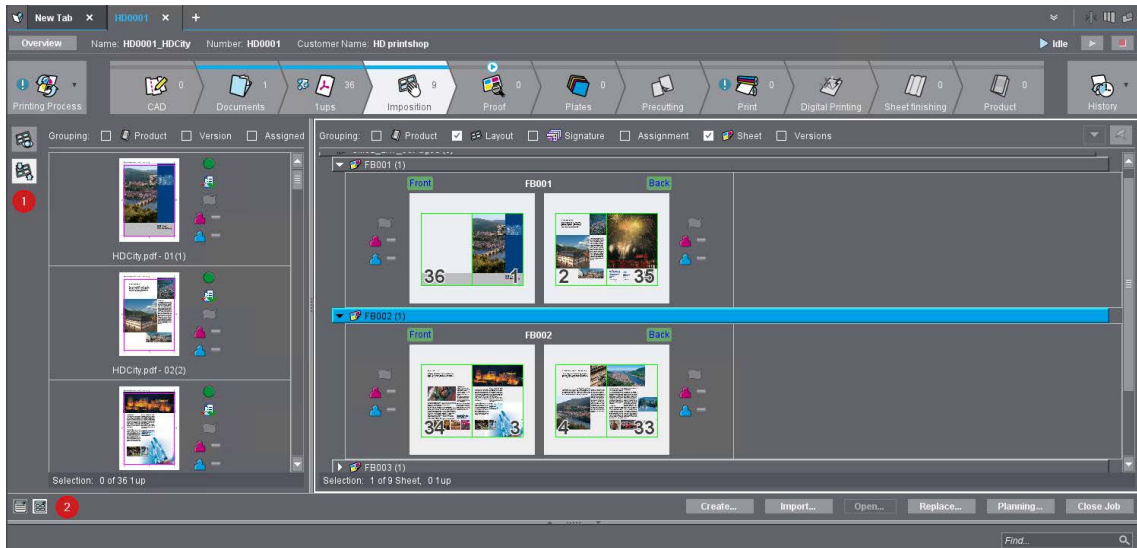 New Tab × HD0001 × +
Overview Name: HD0001_HDCity Number: HD0001 Customer Name: HD printshop Idle
Printing Process
CAD 0
Documents 1
1ups 36
Imposition 9
Proof 0
Plates 0
Precutting 0
Print 0
Digital Printing 0
Sheet finishing 0
Product 0
History
Grouping: Product Version Assigned
Grouping: Product Layout Signature Assignment Sheet Versions
1
HDCity.pdf - 01(1)
HDCity.pdf - 02(2)
Selection: 0 of 36 1up
FB001 (1)
Front FB001 Back
36 1 2 35
FB002 (1)
Front FB002 Back
34 3 4 33
FB003 (1)
Selection: 1 of 9 Sheet, 0 1up
2
Create... Import... Open... Replace... Planning... Close Job
Find...